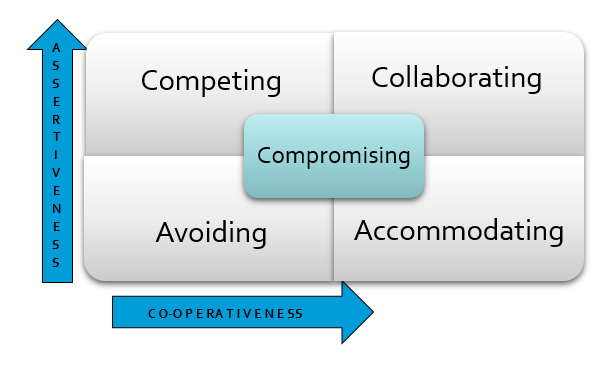 ASSERTIVENESS
Competing
Collaborating
Compromising
Avoiding
Accommodating
CO-OPERATIVENESS